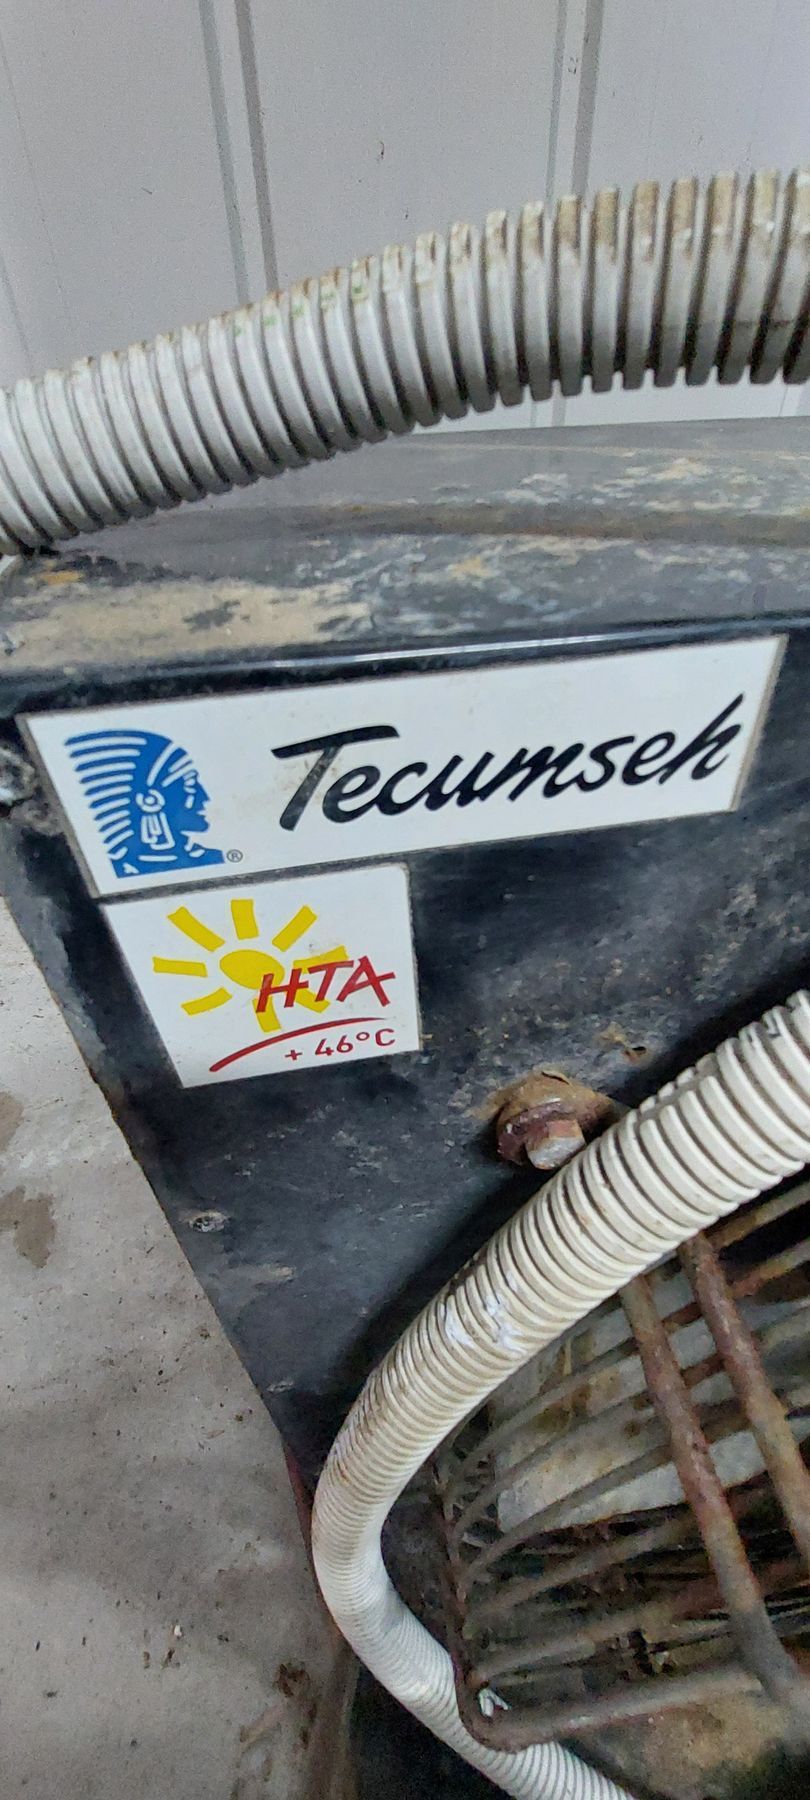 Tecumseh
®
HTA
+ 46°C